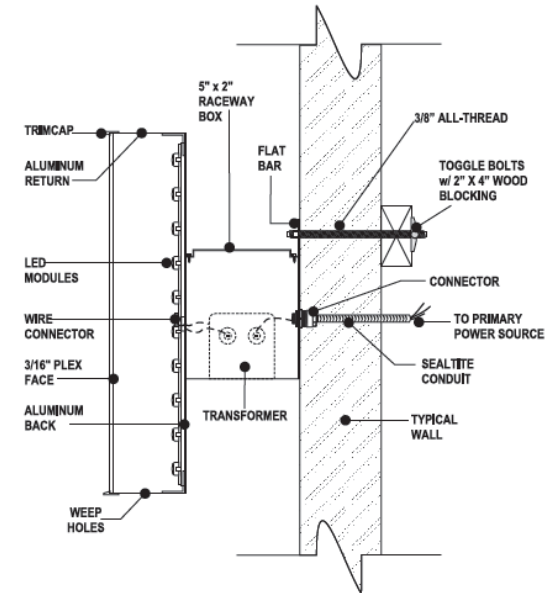 5" x 2"
RACEWAY
BOX
TRIMCAP
ALUMINUM
RETURN
LED
MODULES
WIRE
CONNECTOR
3/16" PLEX
FACE
ALUMINUM
BACK
WEEP
HOLES
TRANSFORMER
FLAT
BAR
3/8" ALL-THREAD
TOGGLE BOLTS
w/ 2" X 4" WOOD
BLOCKING
CONNECTOR
TO PRIMARY
POWER SOURCE
SEALTITE
CONDUIT
TYPICAL
WALL